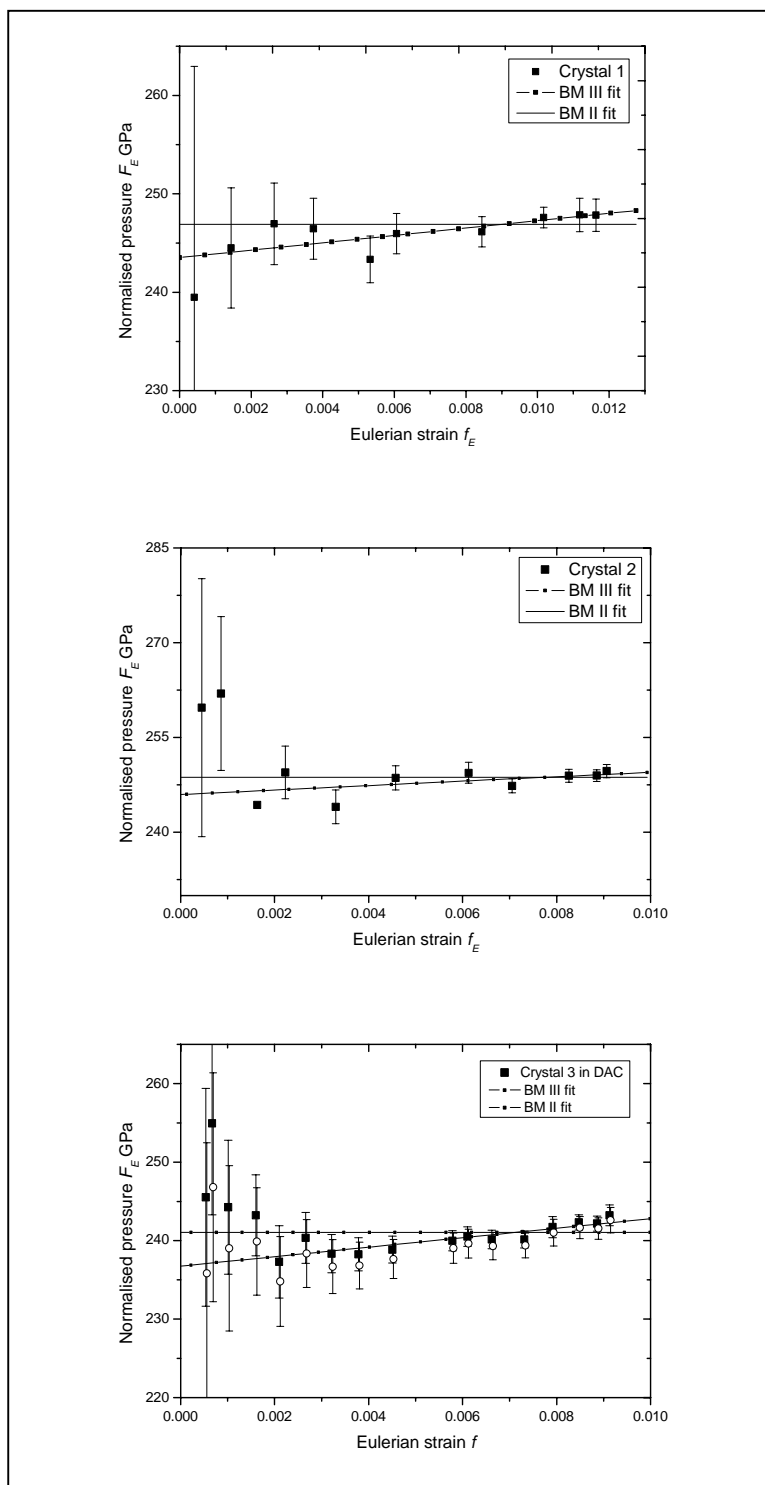 Crystal 1
BM III fit
BM II fit
260
250
240
230
Normalised pressure F_E GPa
0.000 0.002 0.004 0.006 0.008 0.010 0.012
Eulerian strain f_E
Crystal 2
BM III fit
BM II fit
285
270
255
240
Normalised pressure F_E GPa
0.000 0.002 0.004 0.006 0.008 0.010
Eulerian strain f_E
Crystal 3 in DAC
BM III fit
BM II fit
260
250
240
230
220
Normalised pressure F_E GPa
0.000 0.002 0.004 0.006 0.008 0.010
Eulerian strain f